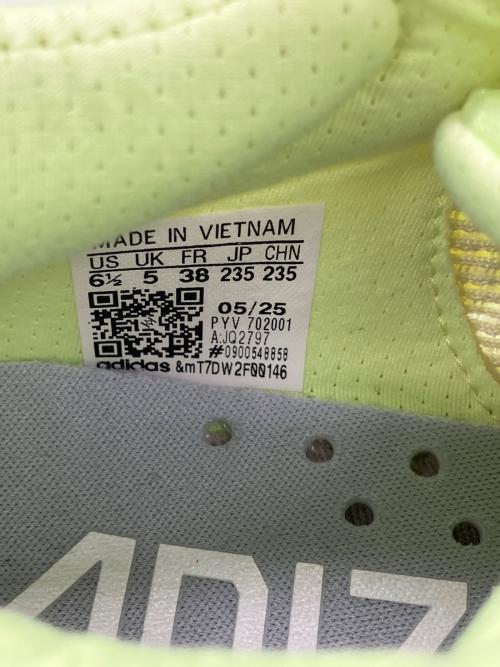 MADE IN VIETNAM
US UK FR JP CHN
6½ 5 38 235 235
05/25
PYV 702001
A:JQ2797
#0900548858
adidas &mT7DW2F00146
ADIZ